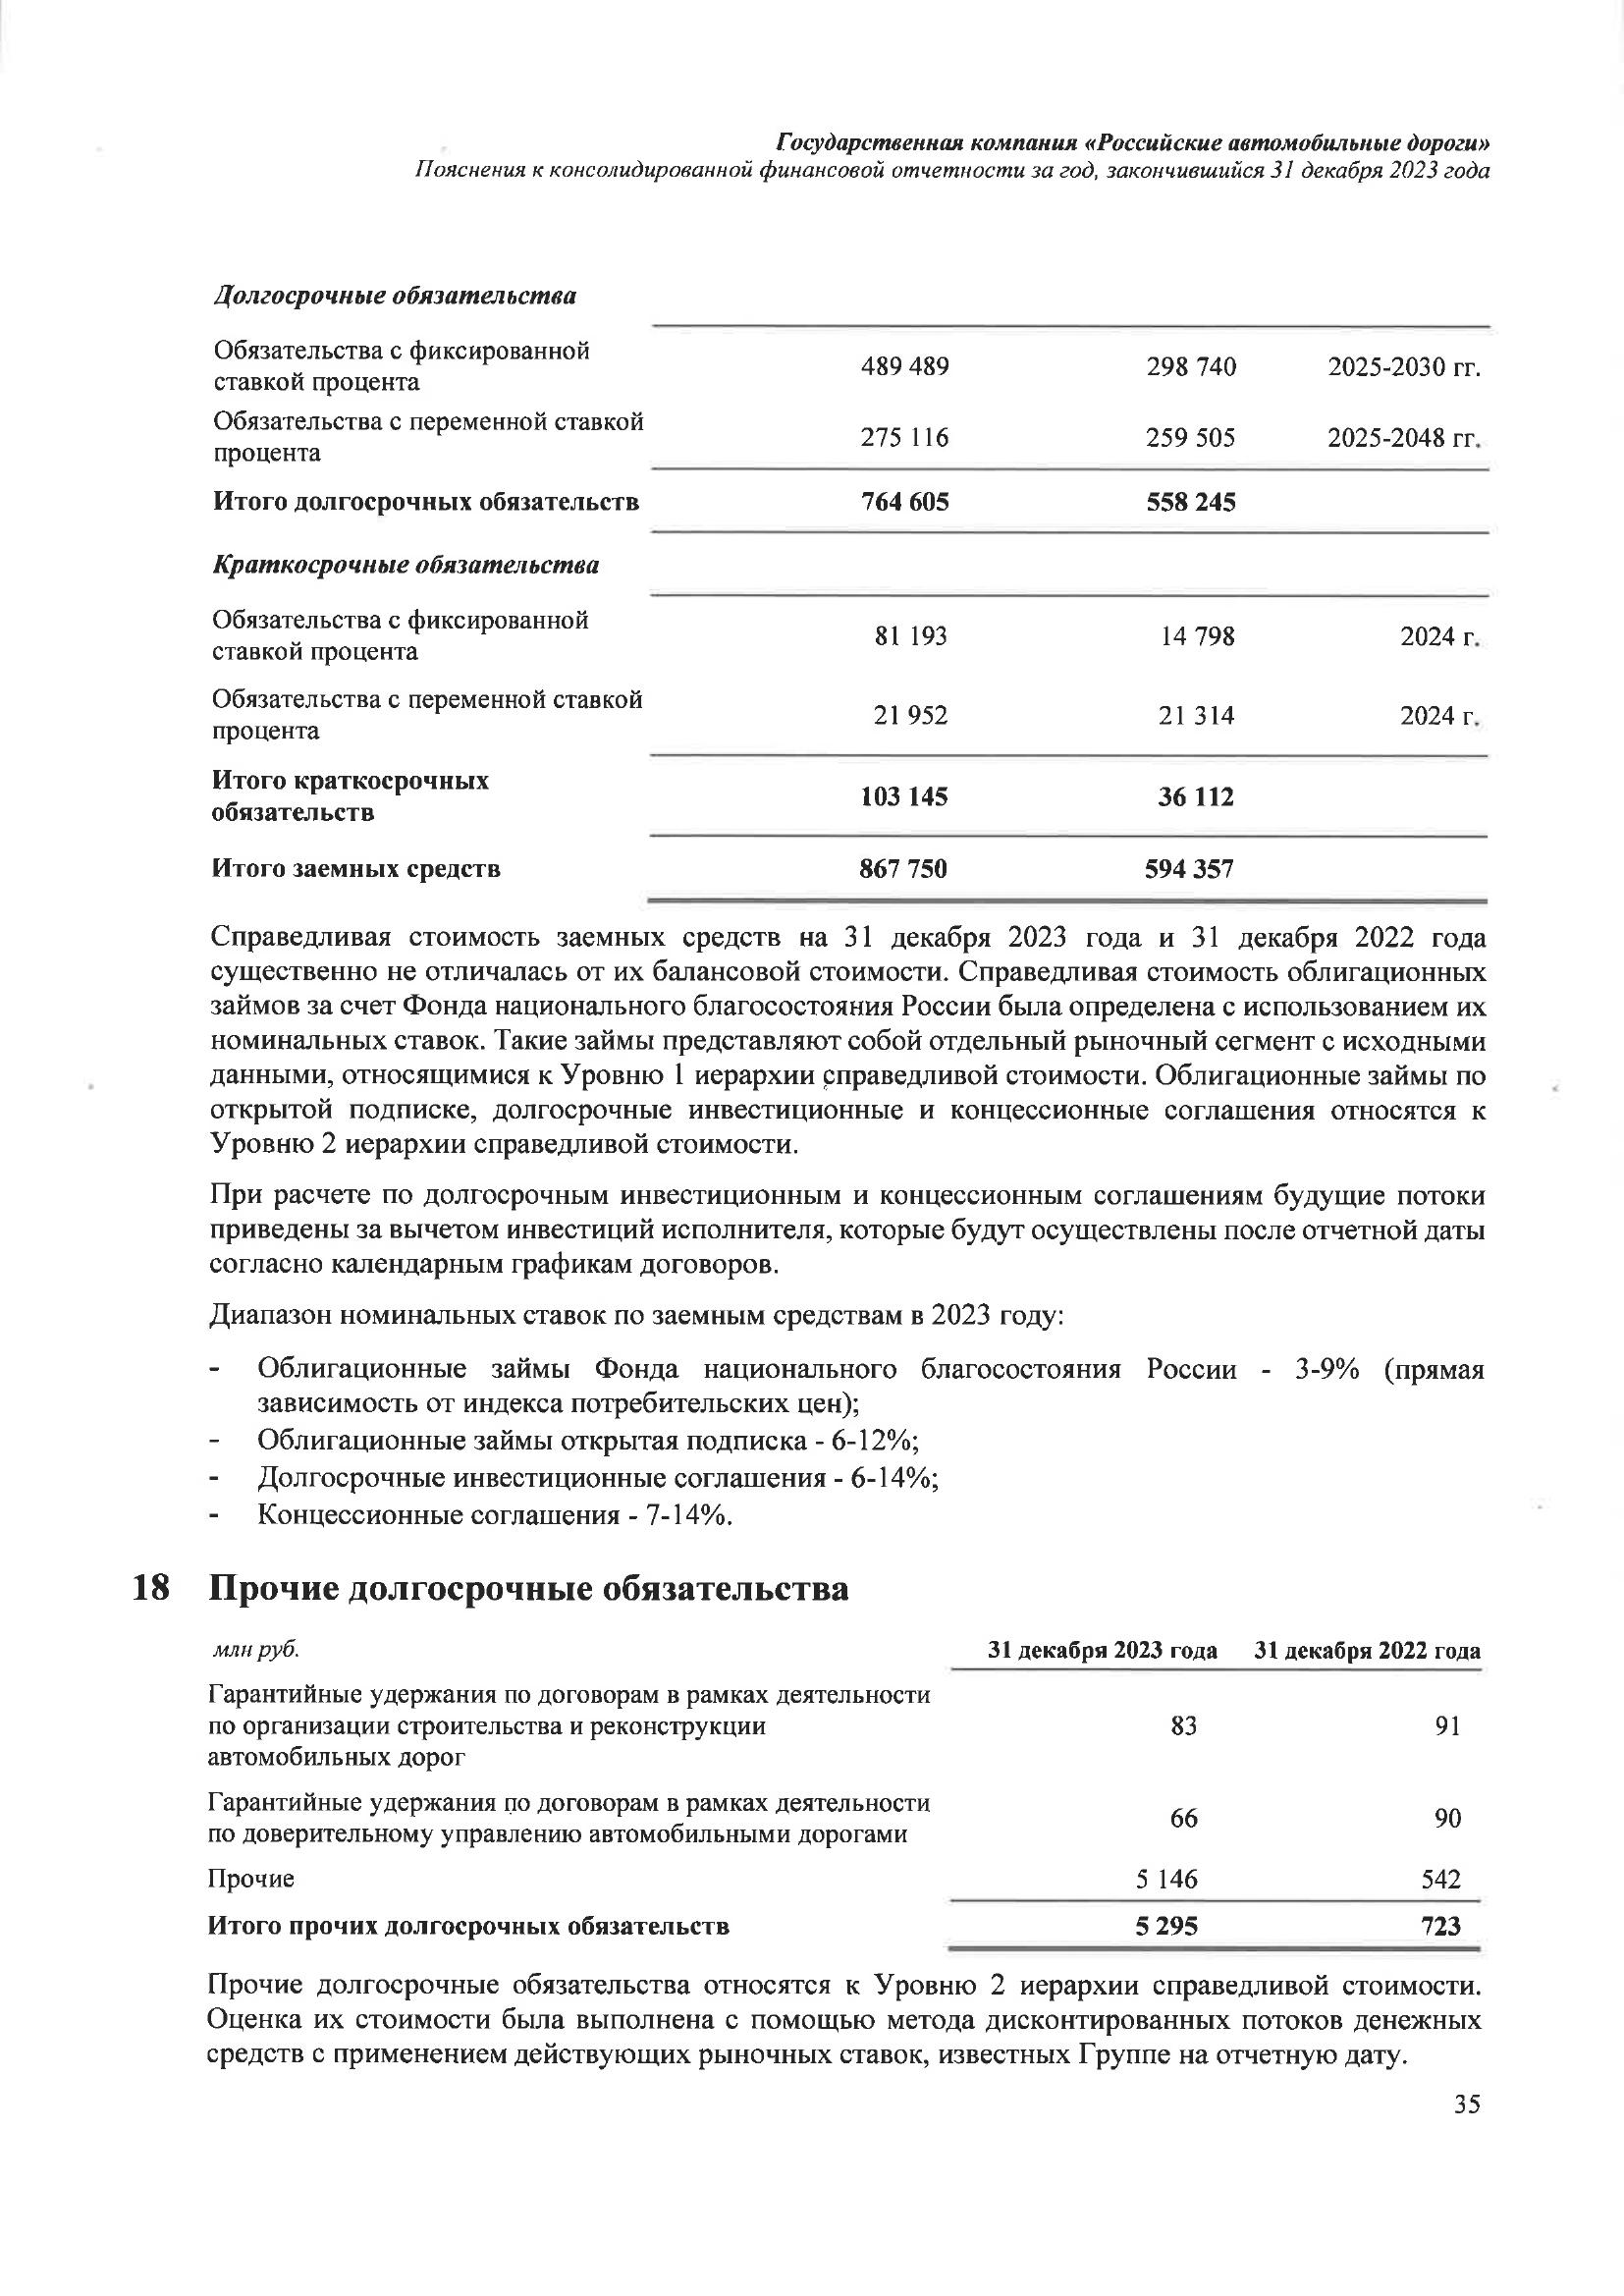 Государственная компания «Российские автомобильные дороги»
Пояснения к консолидированной финансовой отчетности за год, закончившийся 31 декабря 2023 года
Долгосрочные обязательства
Обязательства с фиксированной
ставкой процента 489 489 298 740 2025-2030 гг.
Обязательства с переменной ставкой
процента 275 116 259 505 2025-2048 гг.
Итого долгосрочных обязательств 764 605 558 245
Краткосрочные обязательства
Обязательства с фиксированной
ставкой процента 81 193 14 798 2024 г.
Обязательства с переменной ставкой
процента 21 952 21 314 2024 г.
Итого краткосрочных
обязательств 103 145 36 112
Итого заемных средств 867 750 594 357
Справедливая стоимость заемных средств на 31 декабря 2023 года и 31 декабря 2022 года
существенно не отличалась от их балансовой стоимости. Справедливая стоимость облигационных
займов за счет Фонда национального благосостояния России была определена с использованием их
номинальных ставок. Такие займы представляют собой отдельный рыночный сегмент с исходными
данными, относящимися к Уровню 1 иерархии справедливой стоимости. Облигационные займы по
открытой подписке, долгосрочные инвестиционные и концессионные соглашения относятся к
Уровню 2 иерархии справедливой стоимости.
При расчете по долгосрочным инвестиционным и концессионным соглашениям будущие потоки
приведены за вычетом инвестиций исполнителя, которые будут осуществлены после отчетной даты
согласно календарным графикам договоров.
Диапазон номинальных ставок по заемным средствам в 2023 году:
- Облигационные займы Фонда национального благосостояния России - 3-9% (прямая
зависимость от индекса потребительских цен);
- Облигационные займы открытая подписка - 6-12%;
- Долгосрочные инвестиционные соглашения - 6-14%;
- Концессионные соглашения - 7-14%.
18 Прочие долгосрочные обязательства
млн руб. 31 декабря 2023 года 31 декабря 2022 года
Гарантийные удержания по договорам в рамках деятельности
по организации строительства и реконструкции 83 91
автомобильных дорог
Гарантийные удержания по договорам в рамках деятельности
по доверительному управлению автомобильными дорогами 66 90
Прочие 5 146 542
Итого прочих долгосрочных обязательств 5 295 723
Прочие долгосрочные обязательства относятся к Уровню 2 иерархии справедливой стоимости.
Оценка их стоимости была выполнена с помощью метода дисконтированных потоков денежных
средств с применением действующих рыночных ставок, известных Группе на отчетную дату.
35